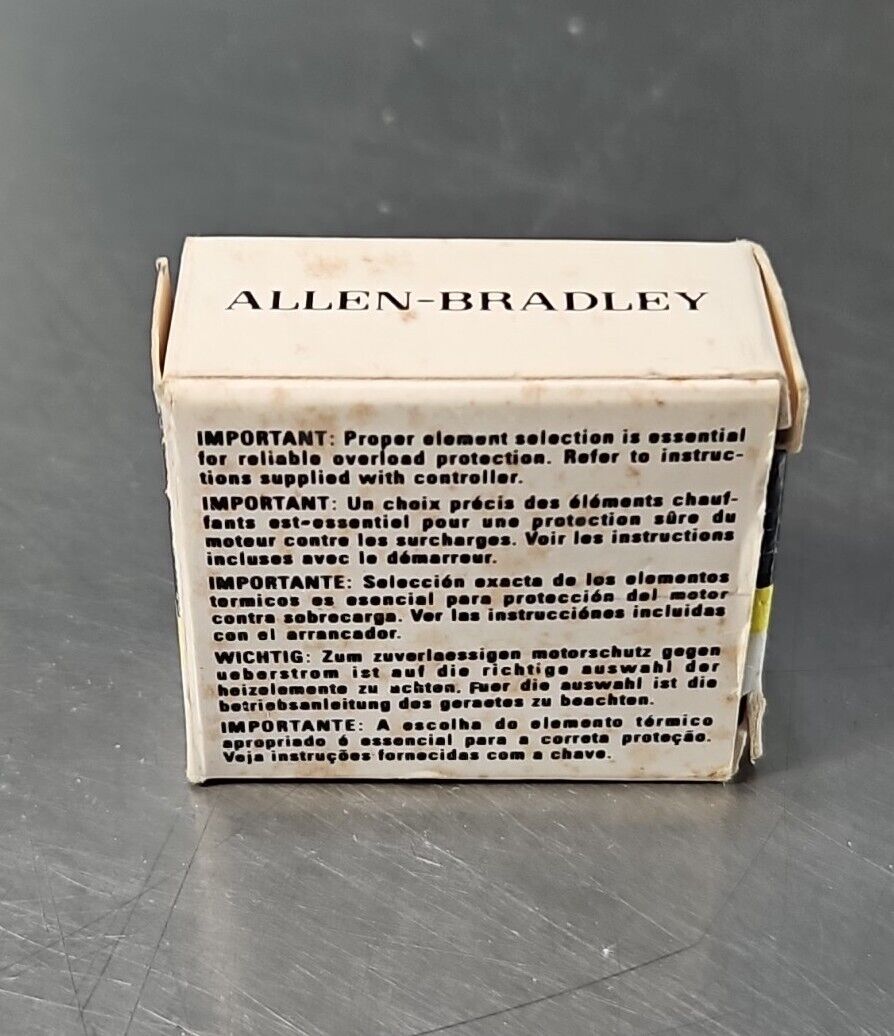 ALLEN-BRADLEY
IMPORTANT: Proper element selection is essential
for reliable overload protection. Refer to instruc-
tions supplied with controller.
IMPORTANT: Un choix précis des éléments chauf-
fants est-essentiel pour une protection sûre du
moteur contre les surcharges. Voir les instructions
incluses avec le démarreur.
IMPORTANTE: Selección exacta de los elementos
termicos es esencial para protección del motor
contra sobrecarga. Ver las instrucciónes incluidas
con el arrancador.
WICHTIG: Zum zuverlaessigen motorschutz gegen
ueberstrom ist auf die richtige auswahl der
heizelemente zu achten. Fuer die auswahl ist die
betriebsanleitung des geraetes zu beachten.
IMPORTANTE: A escolha do elemento térmico
apropriado é essencial para a correta proteção.
Veja instruções fornecidas com a chave.